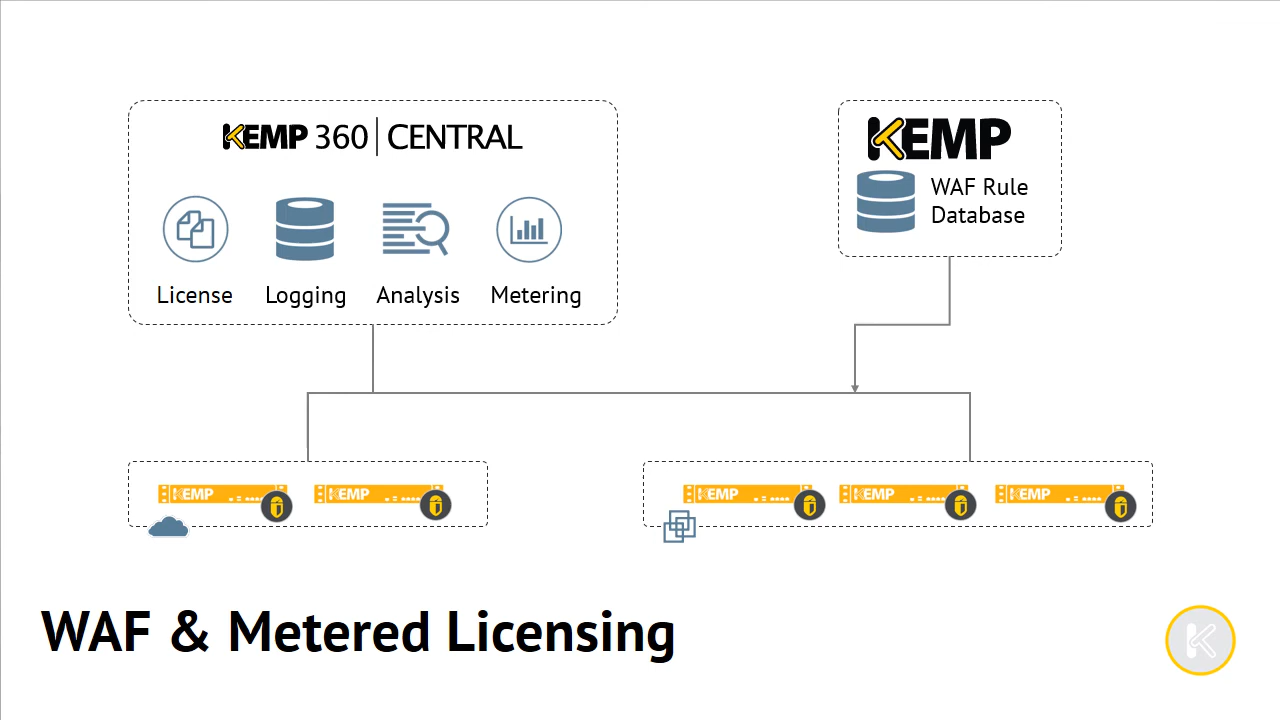 KEMP 360 | CENTRAL
License Logging Analysis Metering
KEMP
WAF Rule
Database
KEMP KEMP
KEMP KEMP KEMP
WAF & Metered Licensing